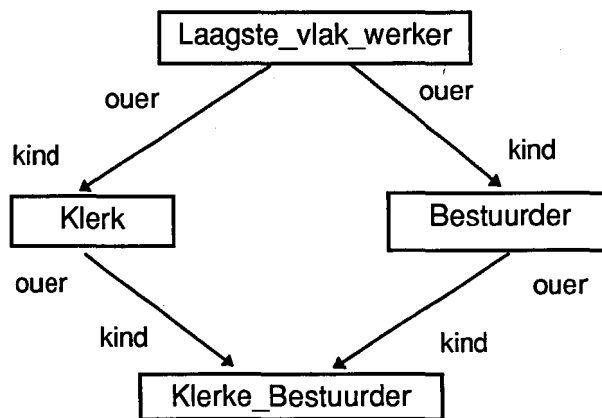 Laagste_vlak_werker
ouer
ouer
kind
kind
Klerk
Bestuurder
ouer
ouer
kind
kind
Klerke_Bestuurder